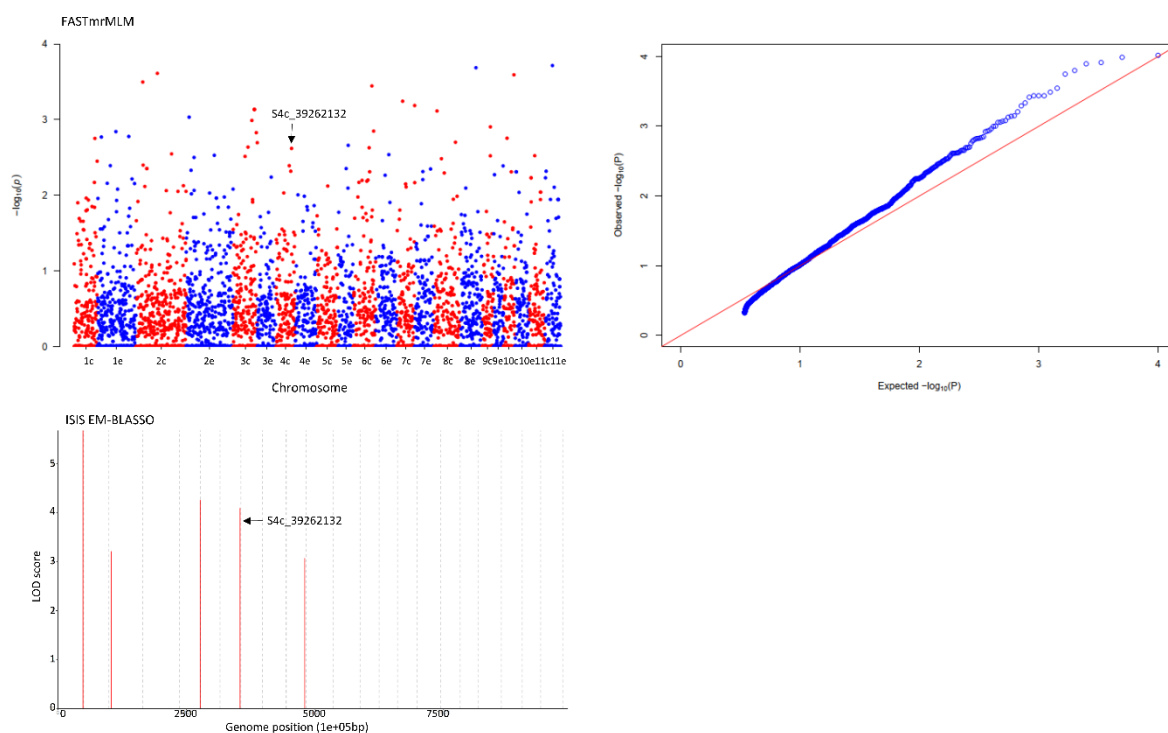 FASTmrMLM
4
3
2
1
0
−log10(p)
S4c_39262132
1c 1e 2c 2e 3c 3e 4c 4e 5c 5e 6c 6e 7c 7e 8c 8e 9c9e10c10e11c11e
Chromosome
4
3
2
1
0
Observed −log10(P)
0 1 2 3 4
Expected −log10(P)
ISIS EM-BLASSO
5
4
3
2
1
0
LOD score
S4c_39262132
0 2500 5000 7500
Genome position (1e+05bp)